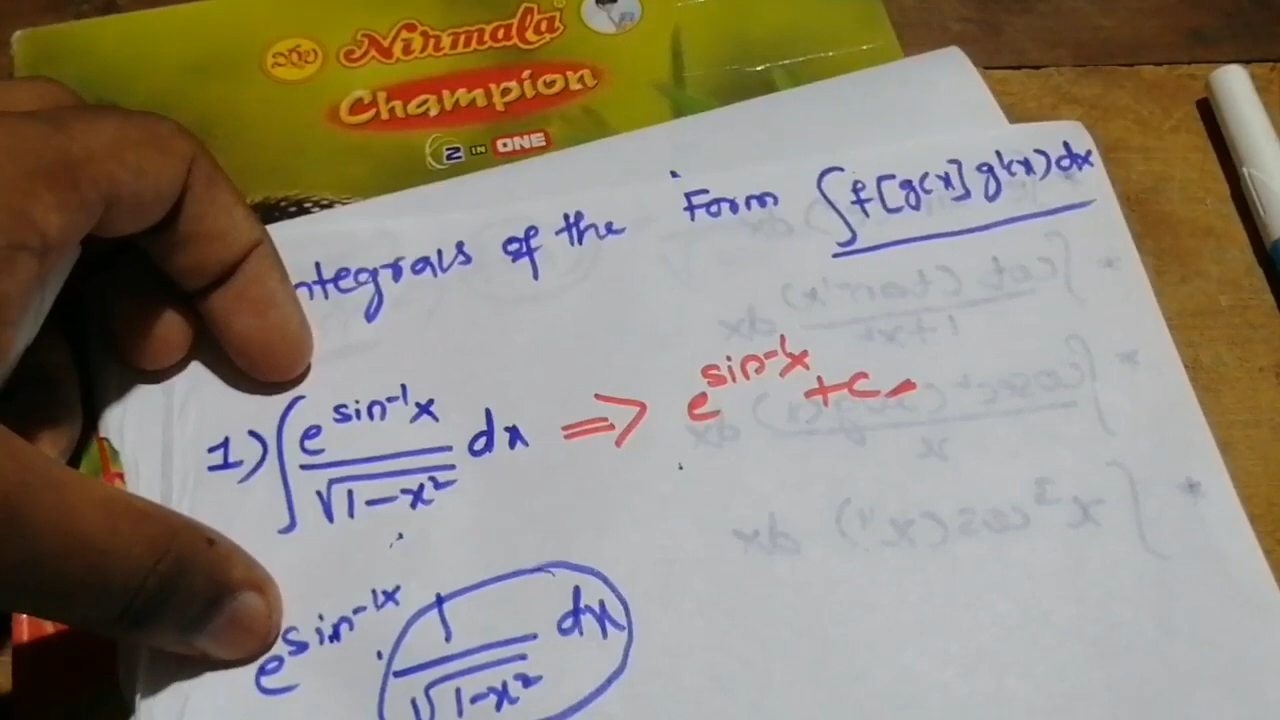 ನಿರ್ಮಲ Nirmala
Champion
2 IN ONE
ntegrals of the Form ∫f[g(x)]g'(x)dx
1) ∫ e^sin⁻¹x / √1-x² dx => e^sin⁻¹x + c
e^sin⁻¹x . 1 / √1-x² dx